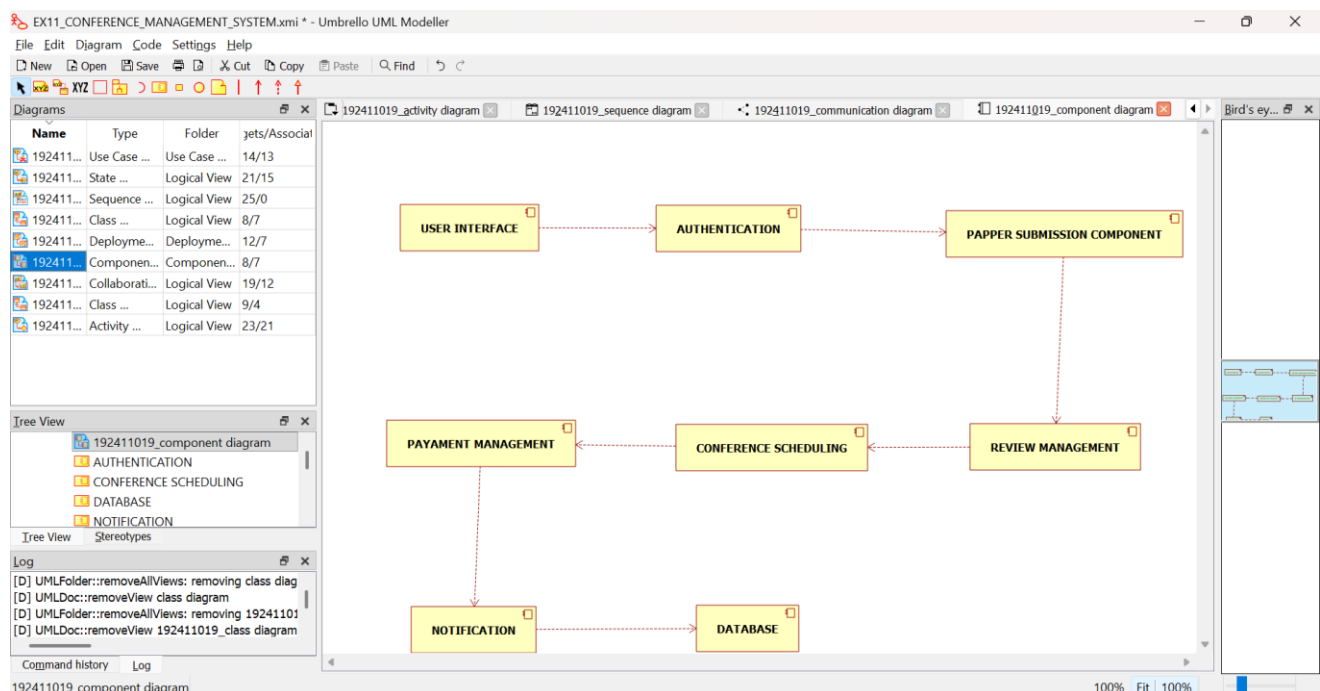 EX11_CONFERENCE_MANAGEMENT_SYSTEM.xmi * - Umbrello UML Modeller
File Edit Diagram Code Settings Help
New Open Save Cut Copy Paste Find
XYZ
Diagrams
Name Type Folder gets/Associat
192411... Use Case ... Use Case ... 14/13
192411... State ... Logical View 21/15
192411... Sequence ... Logical View 25/0
192411... Class ... Logical View 8/7
192411... Deployme... Deployme... 12/7
192411... Componen... Componen... 8/7
192411... Collaborati... Logical View 19/12
192411... Class ... Logical View 9/4
192411... Activity ... Logical View 23/21
Tree View
192411019_component diagram
AUTHENTICATION
CONFERENCE SCHEDULING
DATABASE
NOTIFICATION
Tree View Stereotypes
Log
[D] UMLFolder::removeAllViews: removing class diag
[D] UMLDoc::removeView class diagram
[D] UMLFolder::removeAllViews: removing 19241101
[D] UMLDoc::removeView 192411019_class diagram
Command history Log
192411019_component diagram
192411019_activity diagram 192411019_sequence diagram 192411019_communication diagram 192411019_component diagram
USER INTERFACE AUTHENTICATION PAPPER SUBMISSION COMPONENT
PAYAMENT MANAGEMENT CONFERENCE SCHEDULING REVIEW MANAGEMENT
NOTIFICATION DATABASE
Bird's ey...
100% Fit 100%